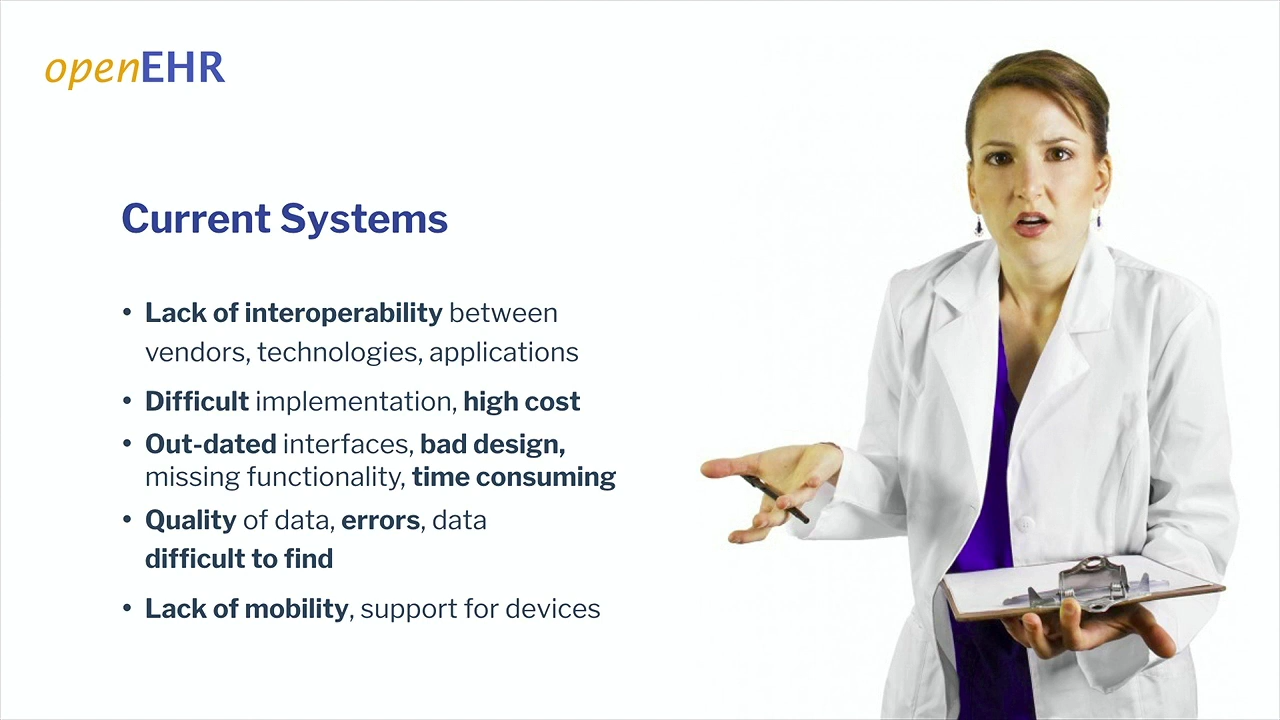 openEHR
Current Systems
• Lack of interoperability between
vendors, technologies, applications
• Difficult implementation, high cost
• Out-dated interfaces, bad design,
missing functionality, time consuming
• Quality of data, errors, data
difficult to find
• Lack of mobility, support for devices